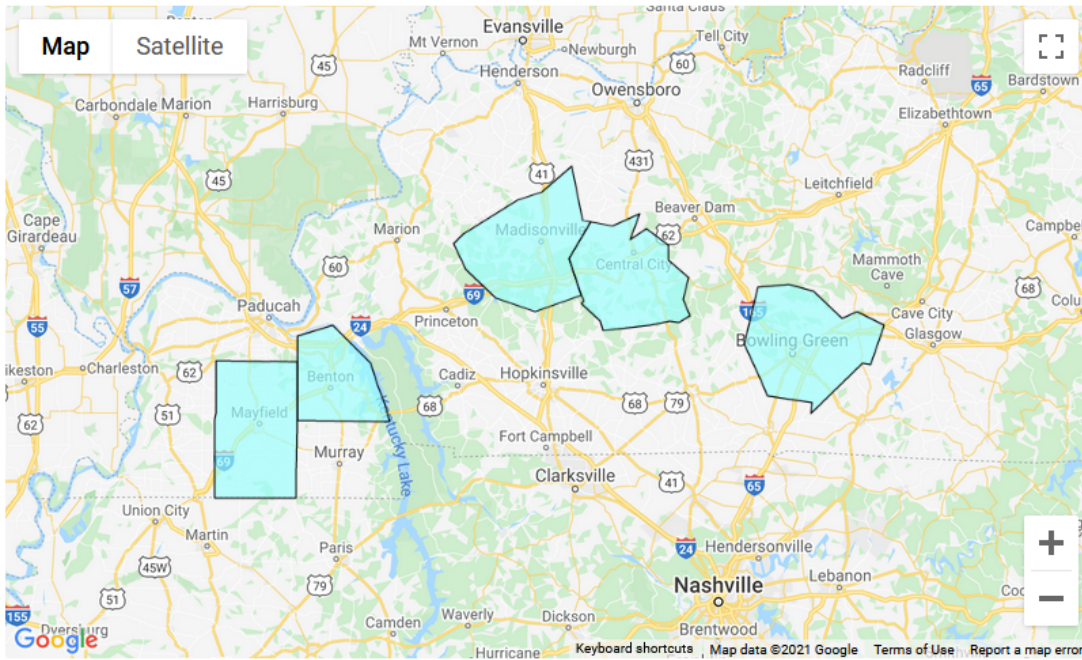 Santa Claus
Evansville
Tell City
Map Satellite
Mt Vernon
Newburgh
45
60
Henderson
Radcliff
65
Bardstown
Owensboro
Carbondale Marion
Harrisburg
Elizabethtown
41
431
45
Leitchfield
Cape
Girardeau
Beaver Dam
Marion
Madisonville
62
Campbel
60
Central City
Mammoth
Cave
57
69
68
Paducah
Cave City
Colu
55
24
Princeton
165
Glasgow
Bowling Green
ikeston
Charleston
62
Benton
Cadiz
Hopkinsville
51
Mayfield
68
68
79
62
Kentucky Lake
Murray
Fort Campbell
69
Clarksville
41
65
Union City
Martin
Paris
24
Hendersonville
45W
79
Nashville
Lebanon
Coo
51
155
Waverly
Dickson
Dyersburg
Camden
Brentwood
Google
Hurricane
Keyboard shortcuts Map data ©2021 Google Terms of Use Report a map error